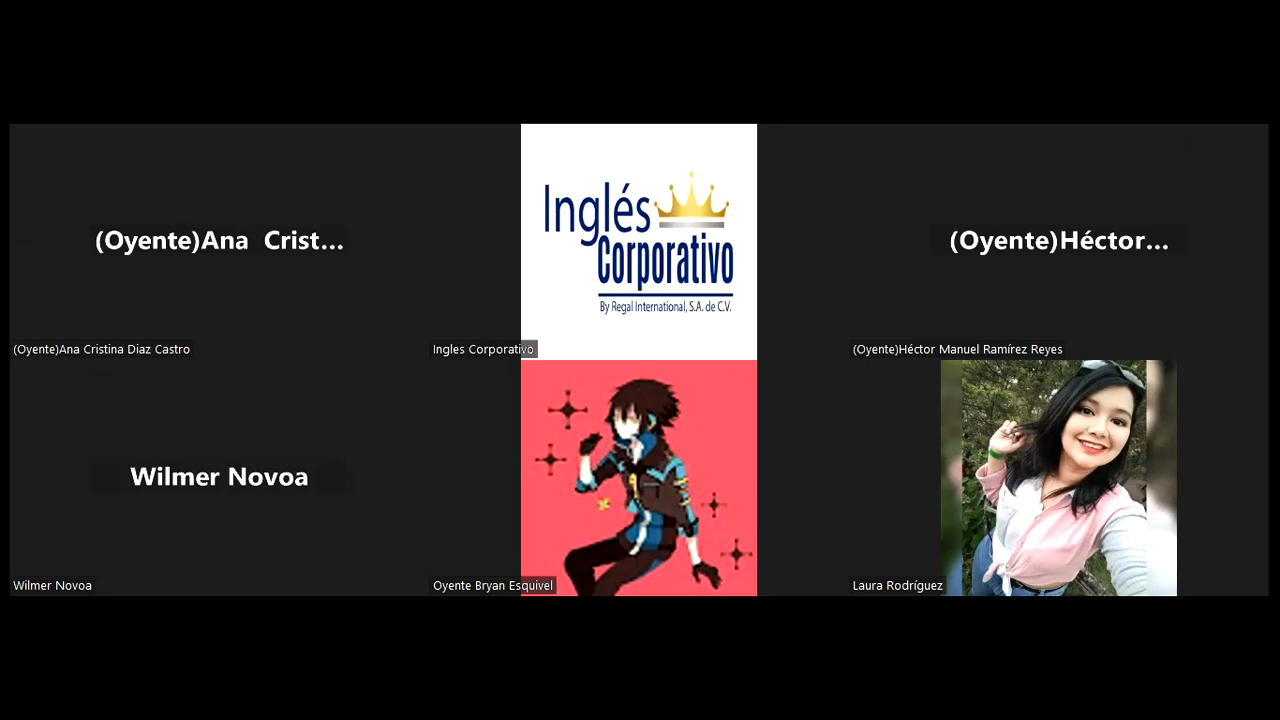 (Oyente)Ana Crist...
(Oyente)Ana Cristina Diaz Castro
Inglés
Corporativo
By Regal International, S.A. de C.V.
Ingles Corporativo
(Oyente)Héctor...
(Oyente)Héctor Manuel Ramírez Reyes
Wilmer Novoa
Wilmer Novoa
Oyente Bryan Esquivel
Laura Rodríguez